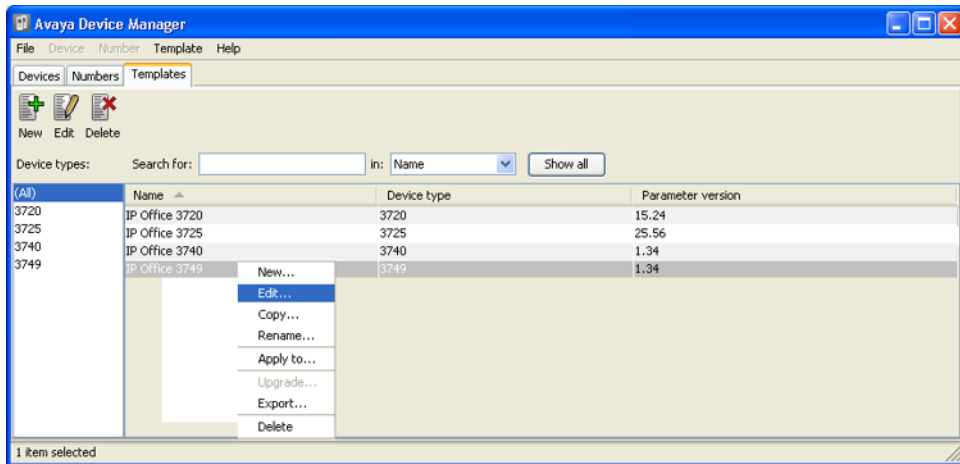 Avaya Device Manager
File Device Number Template Help
Devices Numbers Templates
New Edit Delete
Device types: Search for: in: Name Show all
(All) Name Device type Parameter version
3720 IP Office 3720 3720 15.24
3725 IP Office 3725 3725 25.56
3740 IP Office 3740 3740 1.34
3749 IP Office 3749 3749 1.34
New...
Edit...
Copy...
Rename...
Apply to...
Upgrade...
Export...
Delete
1 item selected